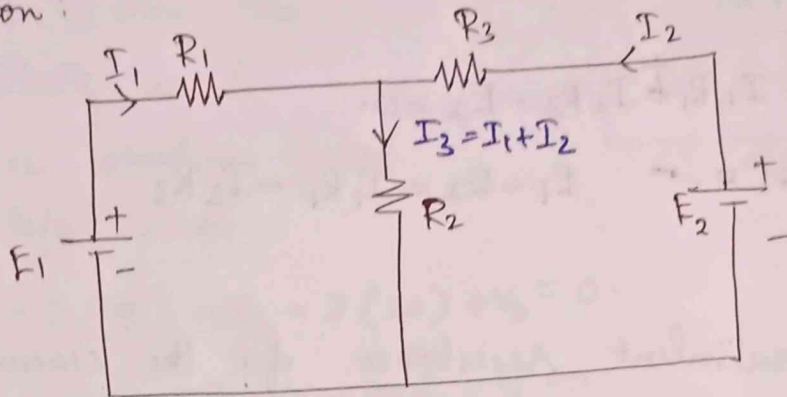 on:
R₁
R₃
I₁
I₂
I₃ = I₁ + I₂
R₂
+
-
E₁
+
-
E₂